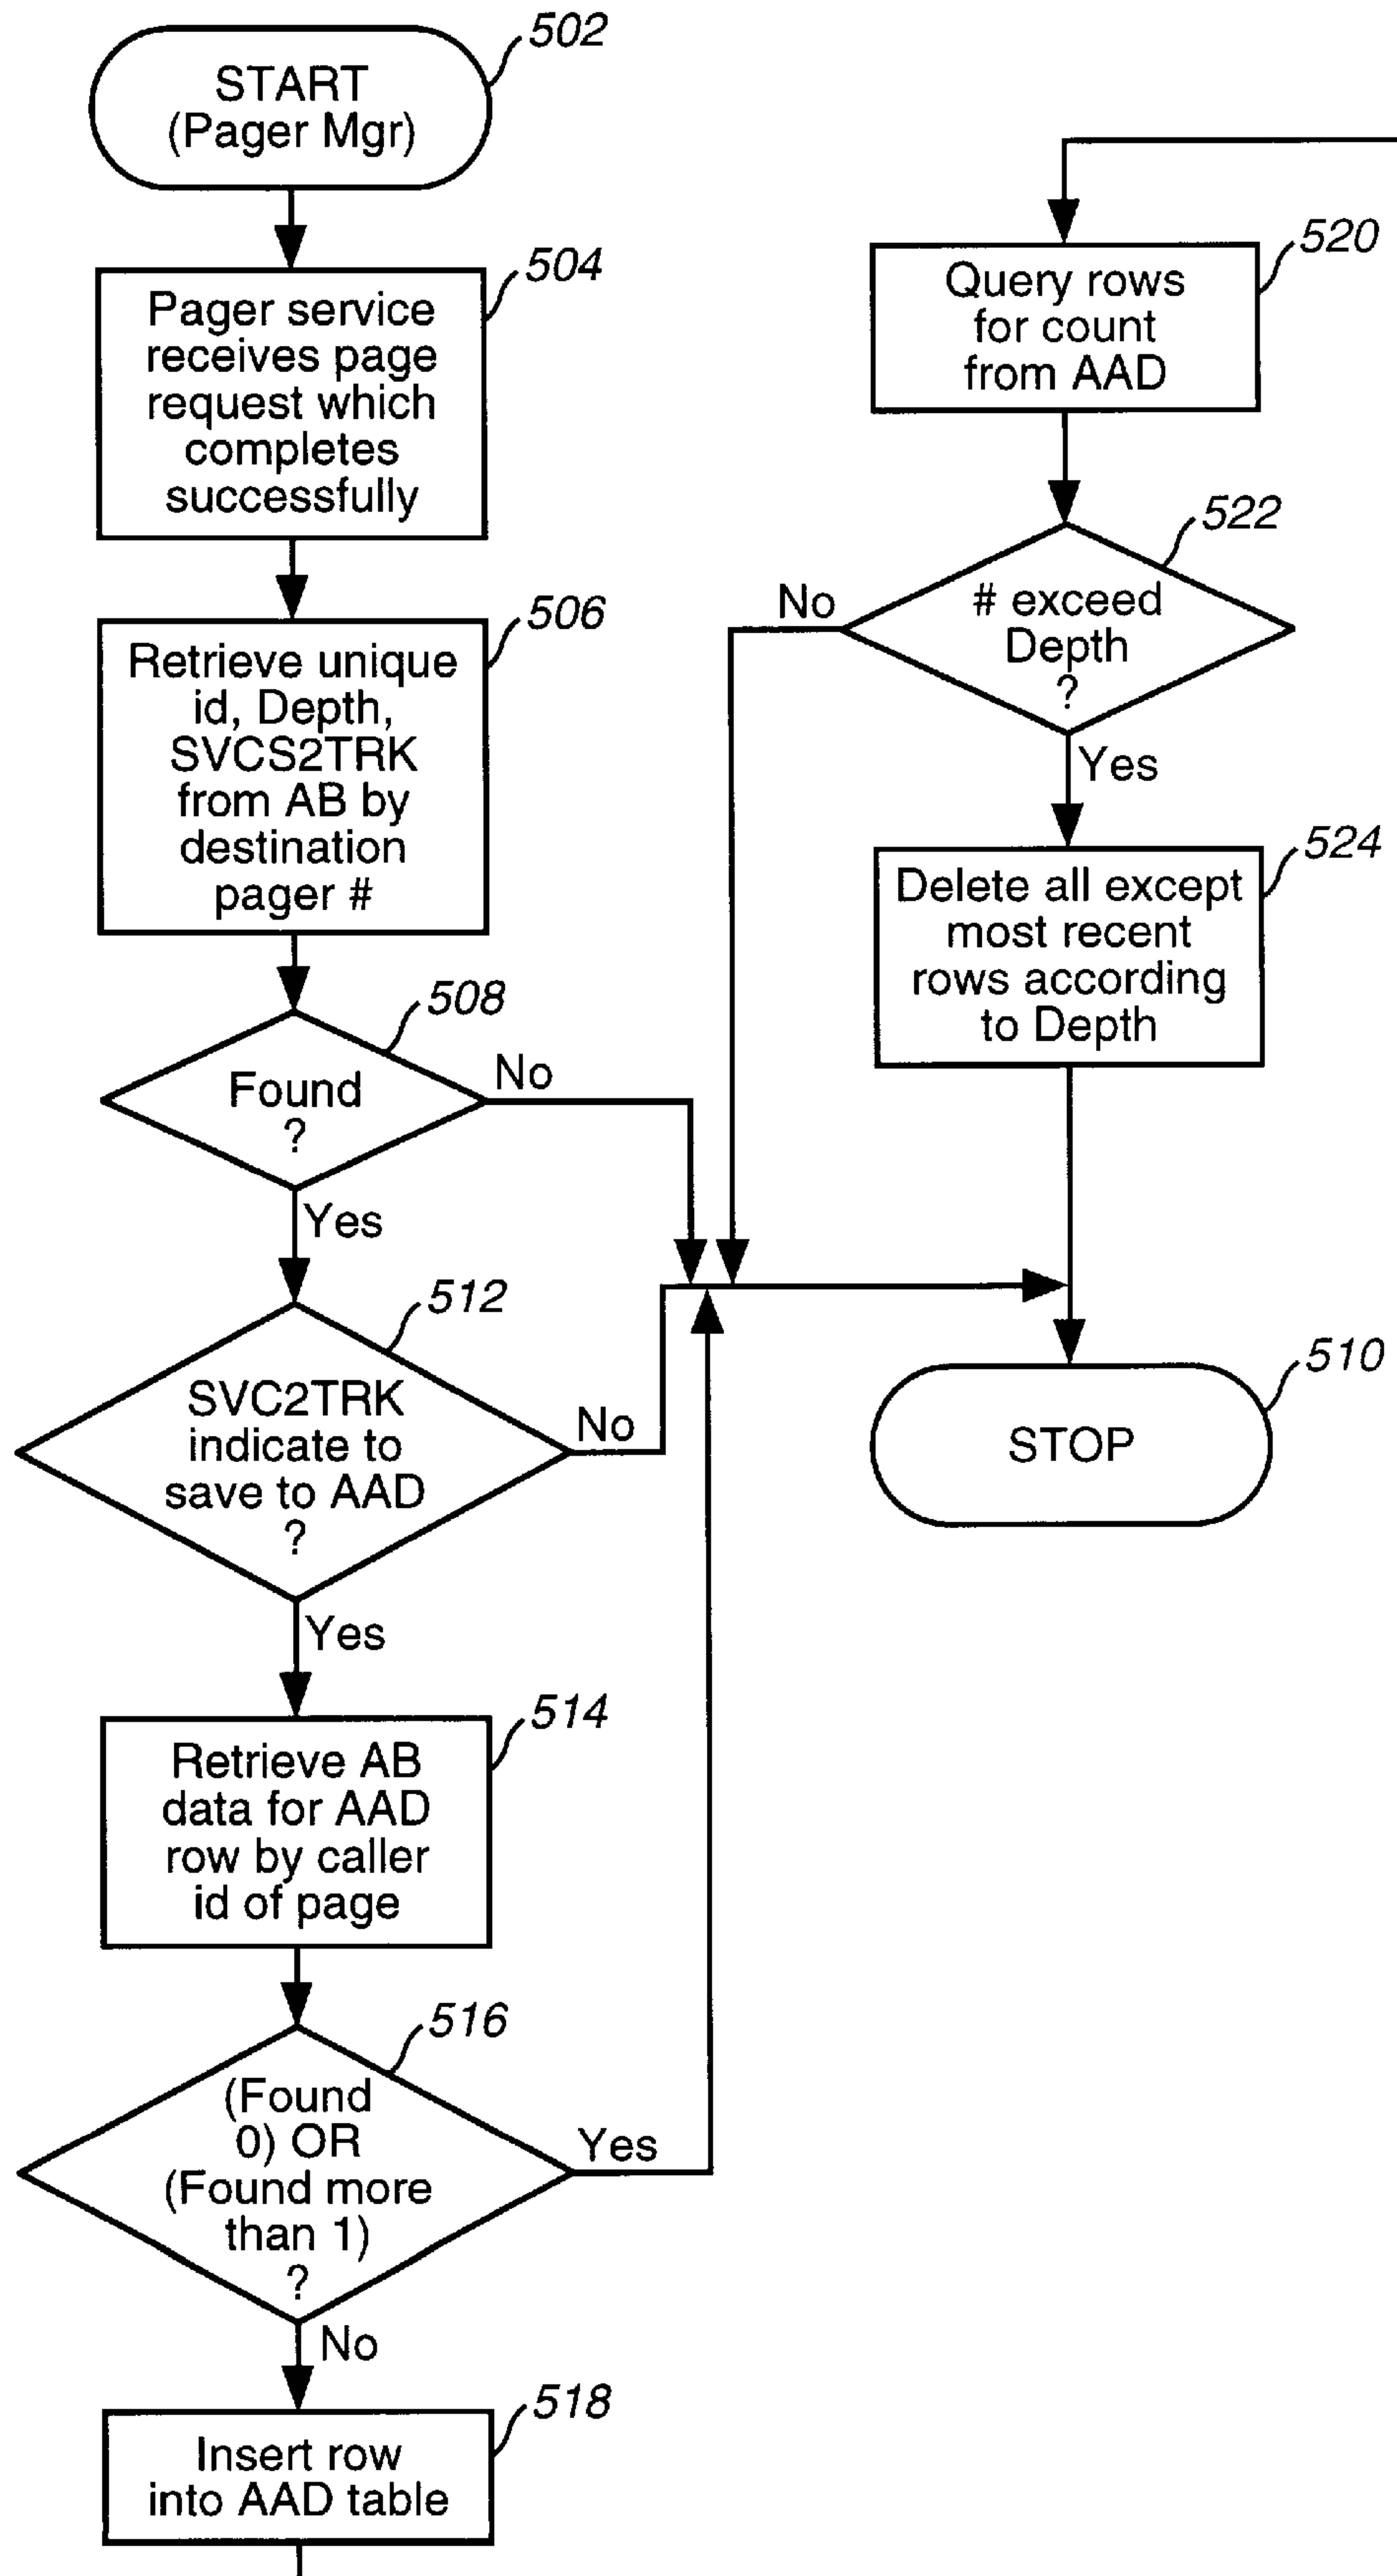 502
START
(Pager Mgr)
504
Pager service
receives page
request which
completes
successfully
506
Retrieve unique
id, Depth,
SVCS2TRK
from AB by
destination
pager #
508
Found
?
No
Yes
512
SVC2TRK
indicate to
save to AAD
?
No
Yes
514
Retrieve AB
data for AAD
row by caller
id of page
516
(Found
0) OR
(Found more
than 1)
?
Yes
No
518
Insert row
into AAD table
520
Query rows
for count
from AAD
522
# exceed
Depth
?
No
Yes
524
Delete all except
most recent
rows according
to Depth
510
STOP